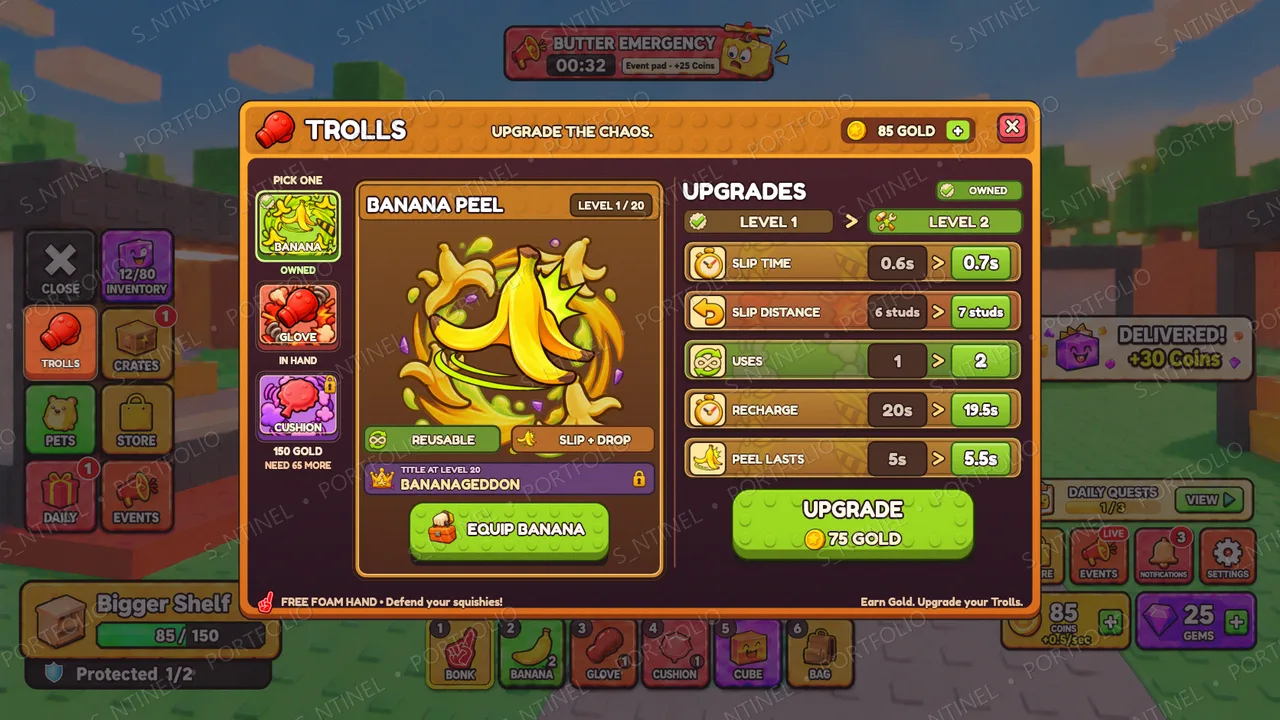 BUTTER EMERGENCY
00:32
Event pad - +25 Coins
TROLLS
UPGRADE THE CHAOS.
85 GOLD
PICK ONE
BANANA
OWNED
GLOVE
IN HAND
CUSHION
150 GOLD
NEED 65 MORE
BANANA PEEL
LEVEL 1 / 20
REUSABLE
SLIP + DROP
TITLE AT LEVEL 20
BANANAGEDDON
EQUIP BANANA
UPGRADES
OWNED
LEVEL 1 > LEVEL 2
SLIP TIME 0.6s > 0.7s
SLIP DISTANCE 6 studs > 7 studs
USES 1 > 2
RECHARGE 20s > 19.5s
PEEL LASTS 5s > 5.5s
UPGRADE
75 GOLD
FREE FOAM HAND • Defend your squishies!
Earn Gold. Upgrade your Trolls.
CLOSE
12/80
INVENTORY
TROLLS
1
CRATES
PETS
STORE
1
DAILY
EVENTS
DELIVERED!
+30 Coins
DAILY QUESTS
1/3
VIEW
LIVE
EVENTS
3
NOTIFICATIONS
SETTINGS
Bigger Shelf
85 / 150
Protected 1/2
1
BONK
2
BANANA
2
3
GLOVE
1
4
CUSHION
1
5
CUBE
6
BAG
85
COINS
+0.5/sec
25
GEMS
S_NTINEL • PORTFOLIO